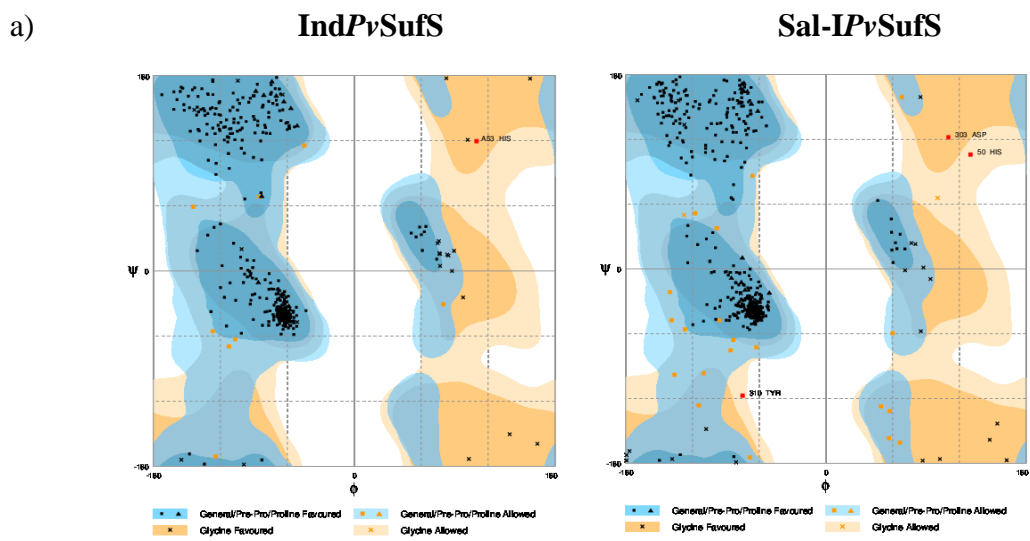 a) IndPvSufS Sal-IPvSufS
180 180
A53 HIS 303 ASP
50 HIS
Ψ 0 Ψ 0
310 TYR
-180 -180
-180 0 180 -180 0 180
Φ Φ
General/Pre-Pro/Proline Favoured General/Pre-Pro/Proline Allowed General/Pre-Pro/Proline Favoured General/Pre-Pro/Proline Allowed
Glycine Favoured Glycine Allowed Glycine Favoured Glycine Allowed